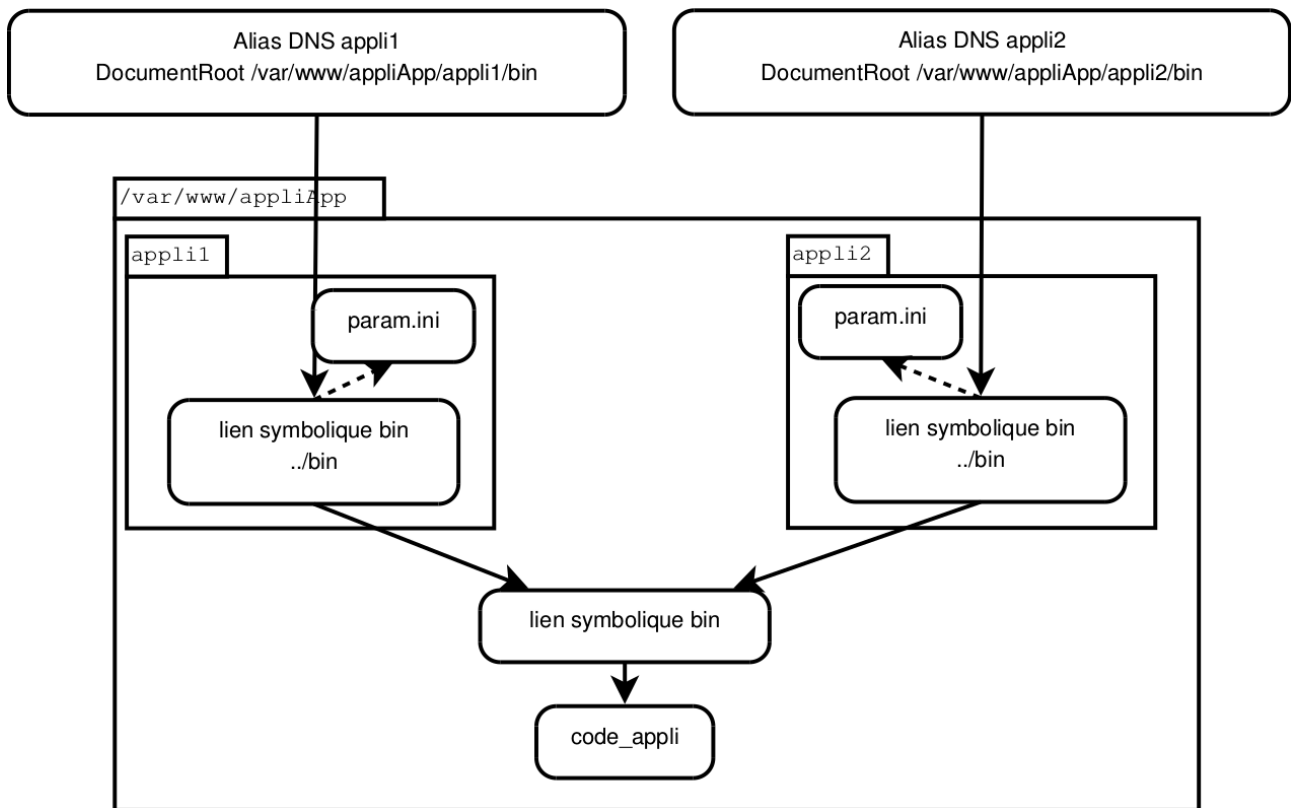 Alias DNS appli1
DocumentRoot /var/www/appliApp/appli1/bin
Alias DNS appli2
DocumentRoot /var/www/appliApp/appli2/bin
/var/www/appliApp
appli1
param.ini
lien symbolique bin
../bin
appli2
param.ini
lien symbolique bin
../bin
lien symbolique bin
code_appli